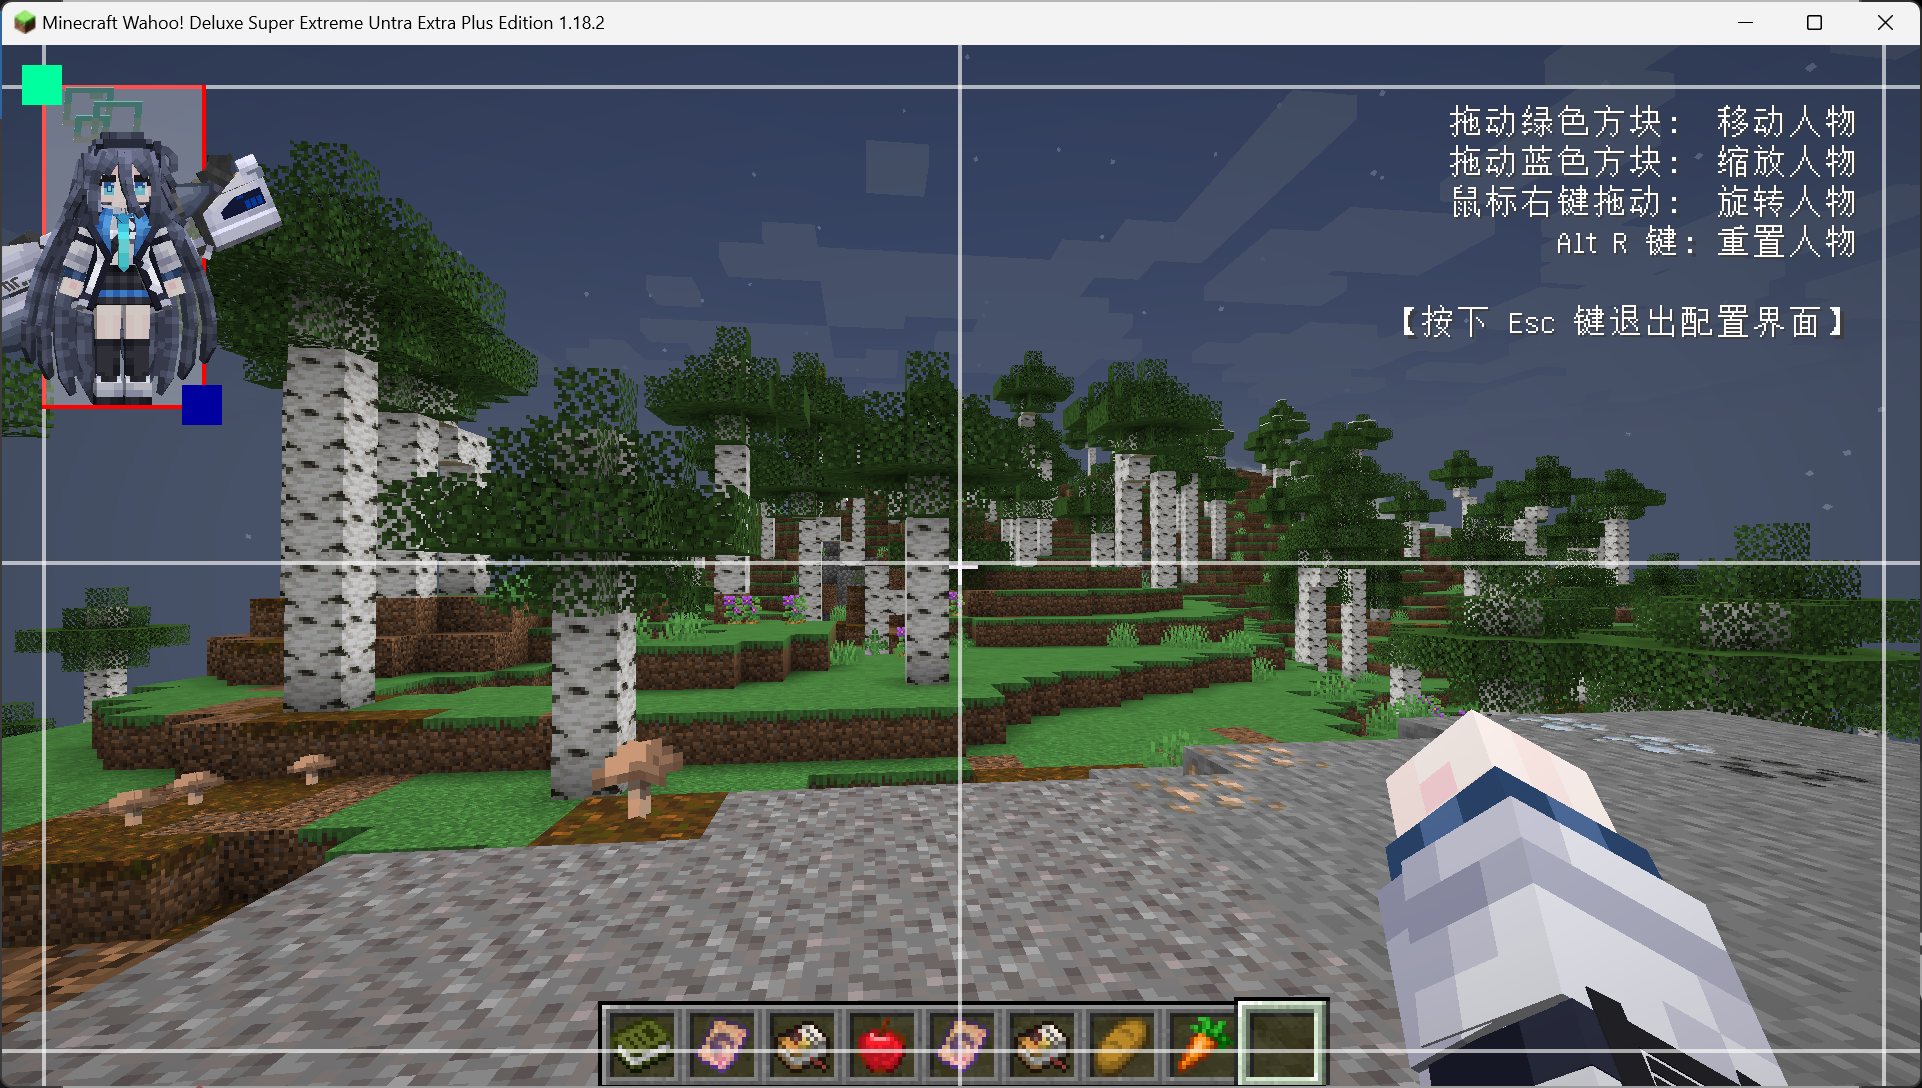 Minecraft Wahoo! Deluxe Super Extreme Untra Extra Plus Edition 1.18.2
拖动绿色方块： 移动人物
拖动蓝色方块： 缩放人物
鼠标右键拖动： 旋转人物
Alt R 键：重置人物
【按下 Esc 键退出配置界面】